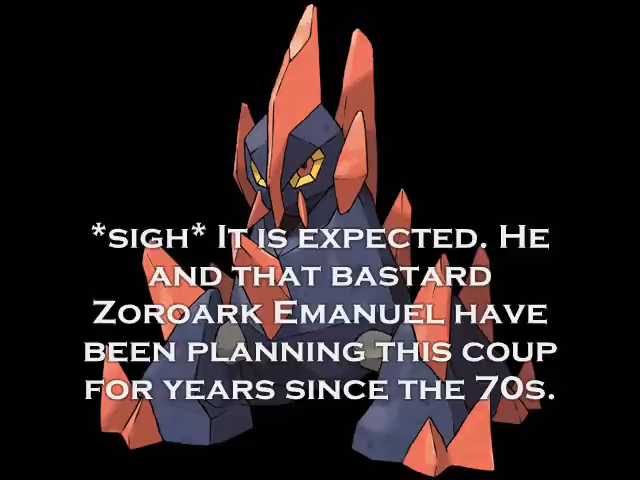 *sigh* It is expected. He
and that bastard
Zoroark Emanuel have
been planning this coup
for years since the 70s.